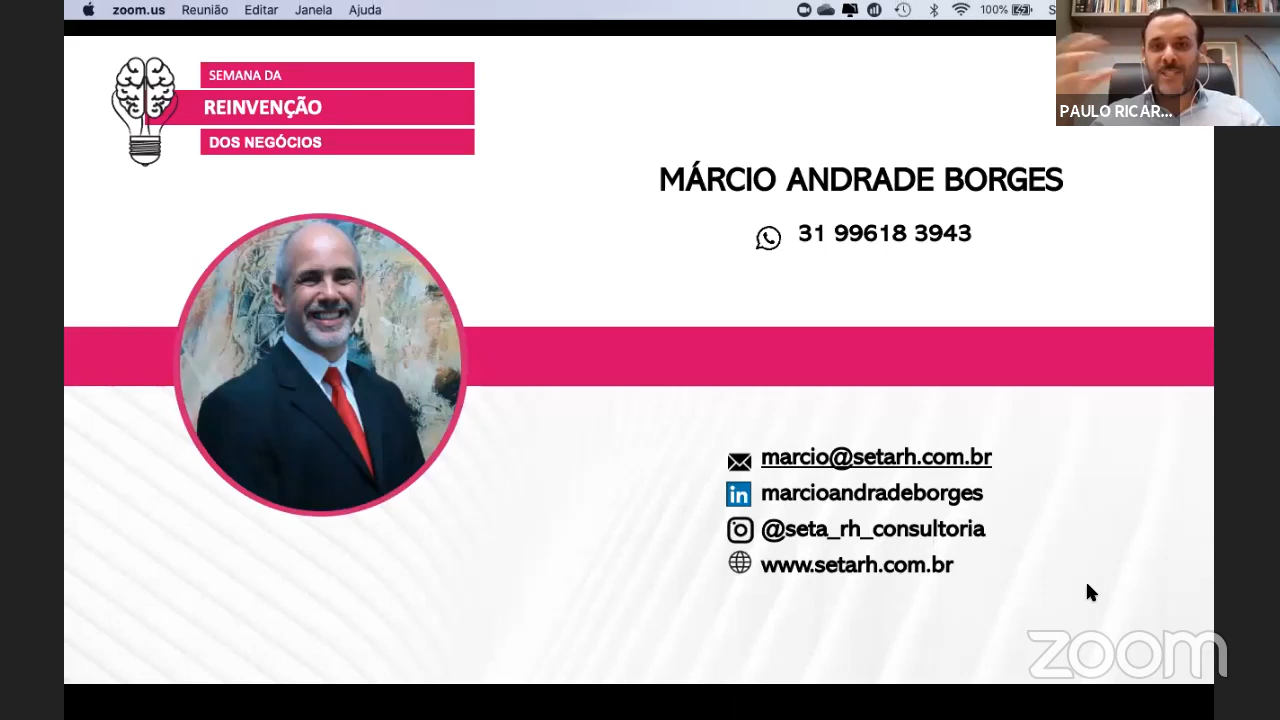 zoom.us Reunião Editar Janela Ajuda
100%
SEMANA DA
REINVENÇÃO
DOS NEGÓCIOS
PAULO RICAR...
MÁRCIO ANDRADE BORGES
31 99618 3943
marcio@setarh.com.br
in marcioandradeborges
@seta_rh_consultoria
www.setarh.com.br
zoom